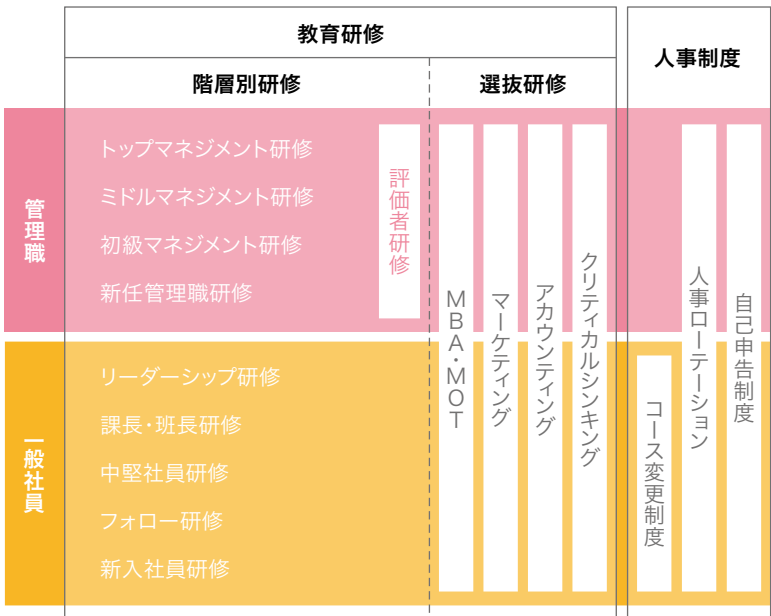 教育研修
人事制度
階層別研修
選抜研修
管理職
トップマネジメント研修
ミドルマネジメント研修
初級マネジメント研修
新任管理職研修
評価者研修
一般社員
リーダーシップ研修
課長・班長研修
中堅社員研修
フォロー研修
新入社員研修
MBA・MOT
マーケティング
アカウンティング
クリティカルシンキング
コース変更制度
人事ローテーション
自己申告制度